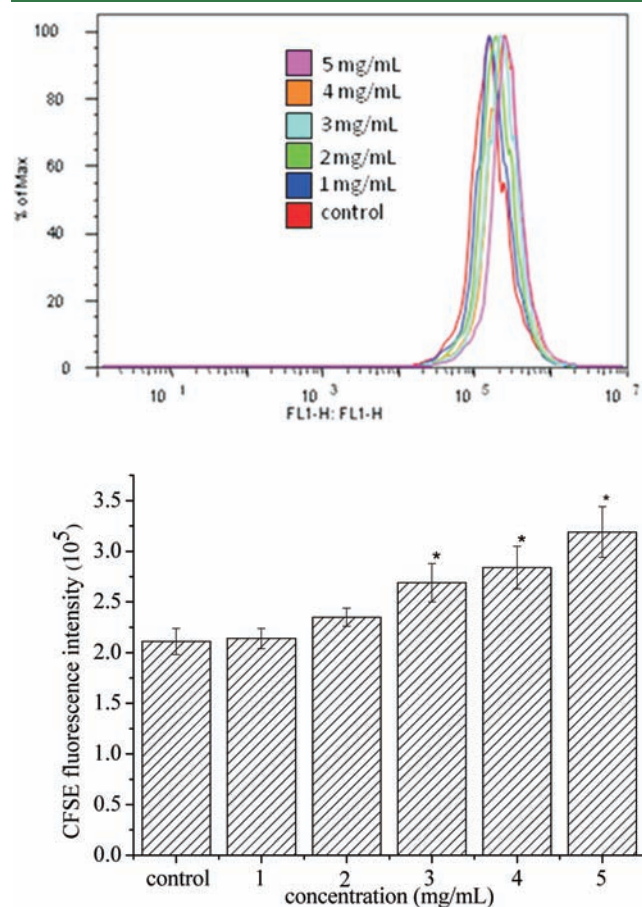 100
80
60
40
20
0
% of Max
5 mg/mL
4 mg/mL
3 mg/mL
2 mg/mL
1 mg/mL
control
10 1
10 3
10 5
10 7
FL1-H: FL1-H
CFSE fluorescence intensity (10^5)
3.5
3.0
2.5
2.0
1.5
1.0
0.5
0.0
*
*
*
control 1 2 3 4 5
concentration (mg/mL)